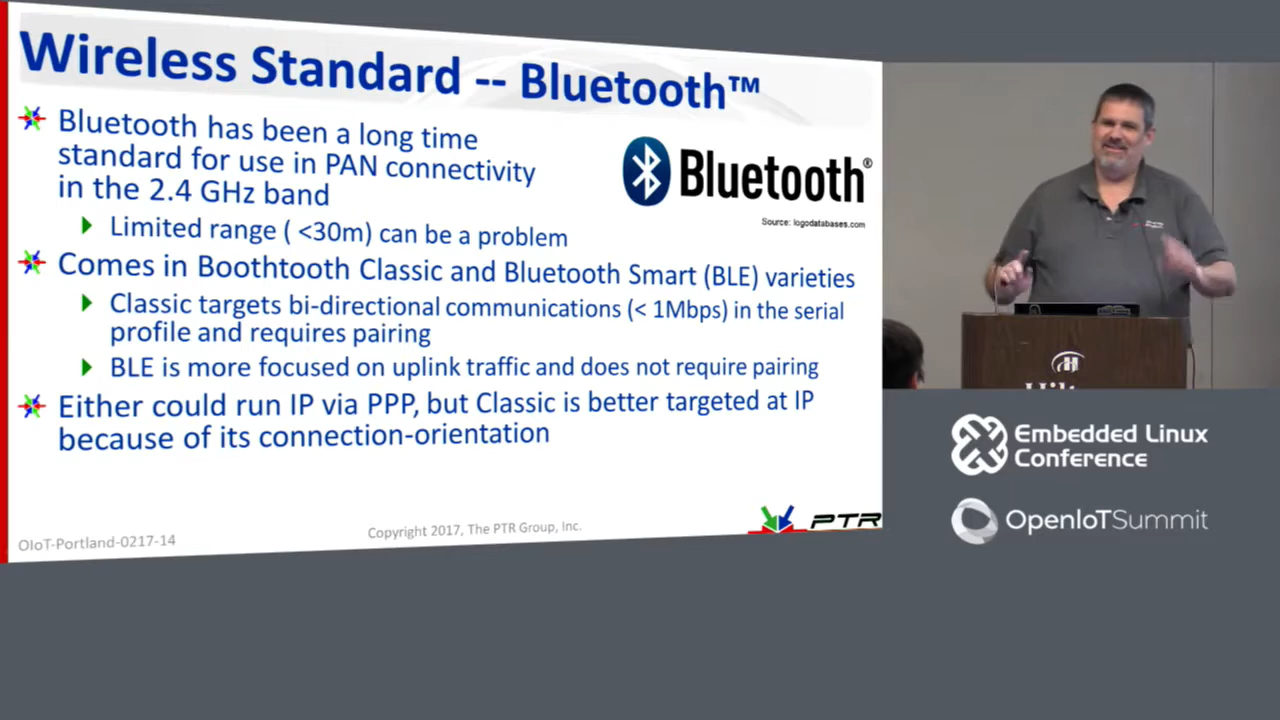 Wireless Standard -- Bluetooth™
Bluetooth has been a long time
standard for use in PAN connectivity
in the 2.4 GHz band
Limited range ( <30m) can be a problem
Comes in Boothtooth Classic and Bluetooth Smart (BLE) varieties
Classic targets bi-directional communications (< 1Mbps) in the serial
profile and requires pairing
BLE is more focused on uplink traffic and does not require pairing
Either could run IP via PPP, but Classic is better targeted at IP
because of its connection-orientation
Bluetooth®
Source: logodatabases.com
OIoT-Portland-0217-14
Copyright 2017, The PTR Group, Inc.
PTR
Embedded Linux
Conference
OpenIoTSummit